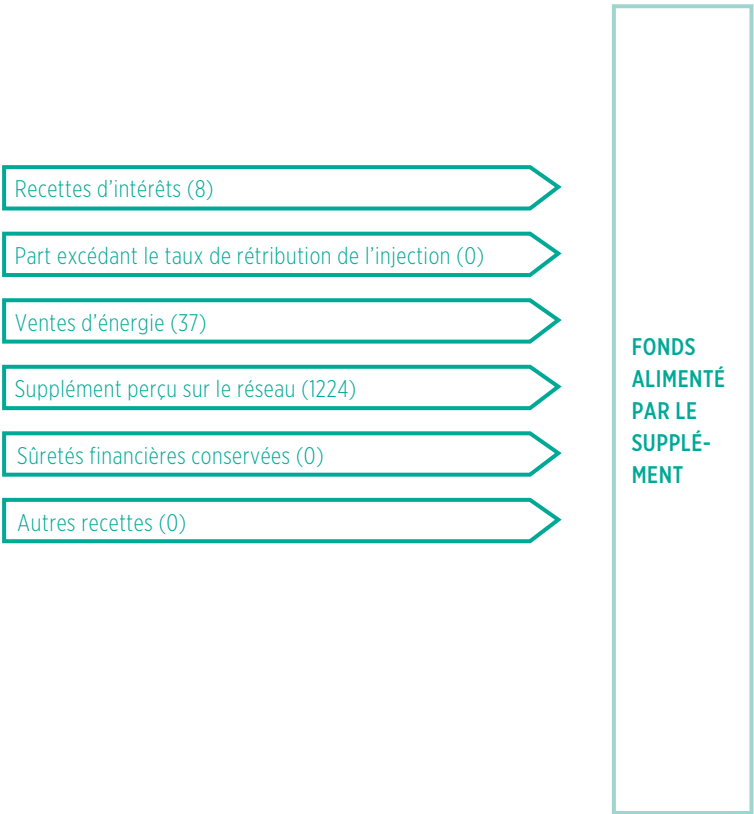 Recettes d'intérêts (8)
Part excédant le taux de rétribution de l'injection (0)
Ventes d'énergie (37)
Supplément perçu sur le réseau (1224)
Sûretés financières conservées (0)
Autres recettes (0)
FONDS
ALIMENTÉ
PAR LE
SUPPLÉ-
MENT